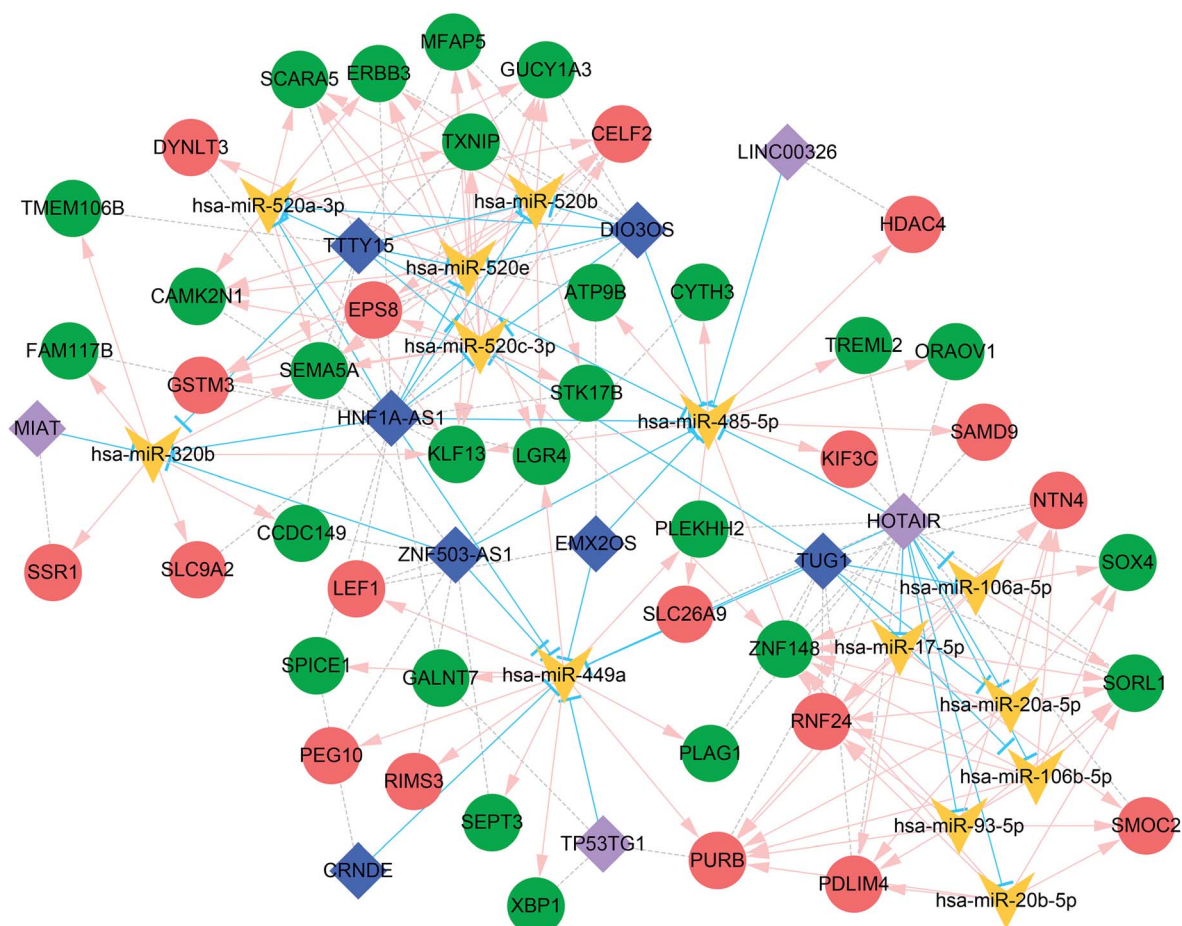 MFAP5
SCARA5
ERBB3
GUCY1A3
DYNLT3
TXNIP
CELF2
LINC00326
TMEM106B
hsa-miR-520a-3p
hsa-miR-520b
HDAC4
TTTY15
DIO3OS
hsa-miR-520e
CAMK2N1
EPS8
ATP9B
CYTH3
FAM117B
hsa-miR-520c-3p
TREML2
ORAOV1
GSTM3
SEMA5A
STK17B
MIAT
HNF1A-AS1
hsa-miR-485-5p
SAMD9
hsa-miR-320b
KLF13
LGR4
KIF3C
NTN4
CCDC149
PLEKHH2
HOTAIR
SSR1
SLC9A2
ZNF503-AS1
EMX2OS
TUG1
SOX4
LEF1
SLC26A9
hsa-miR-106a-5p
SPICE1
GALNT7
hsa-miR-449a
ZNF148
hsa-miR-17-5p
SORL1
hsa-miR-20a-5p
PEG10
RIMS3
PLAG1
RNF24
hsa-miR-106b-5p
SEPT3
TP53TG1
hsa-miR-93-5p
SMOC2
CRNDE
PURB
PDLIM4
hsa-miR-20b-5p
XBP1